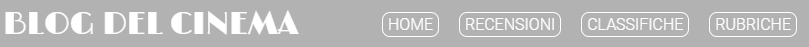 BLOG DEL CINEMA HOME RECENSIONI CLASSIFICHE RUBRICHE